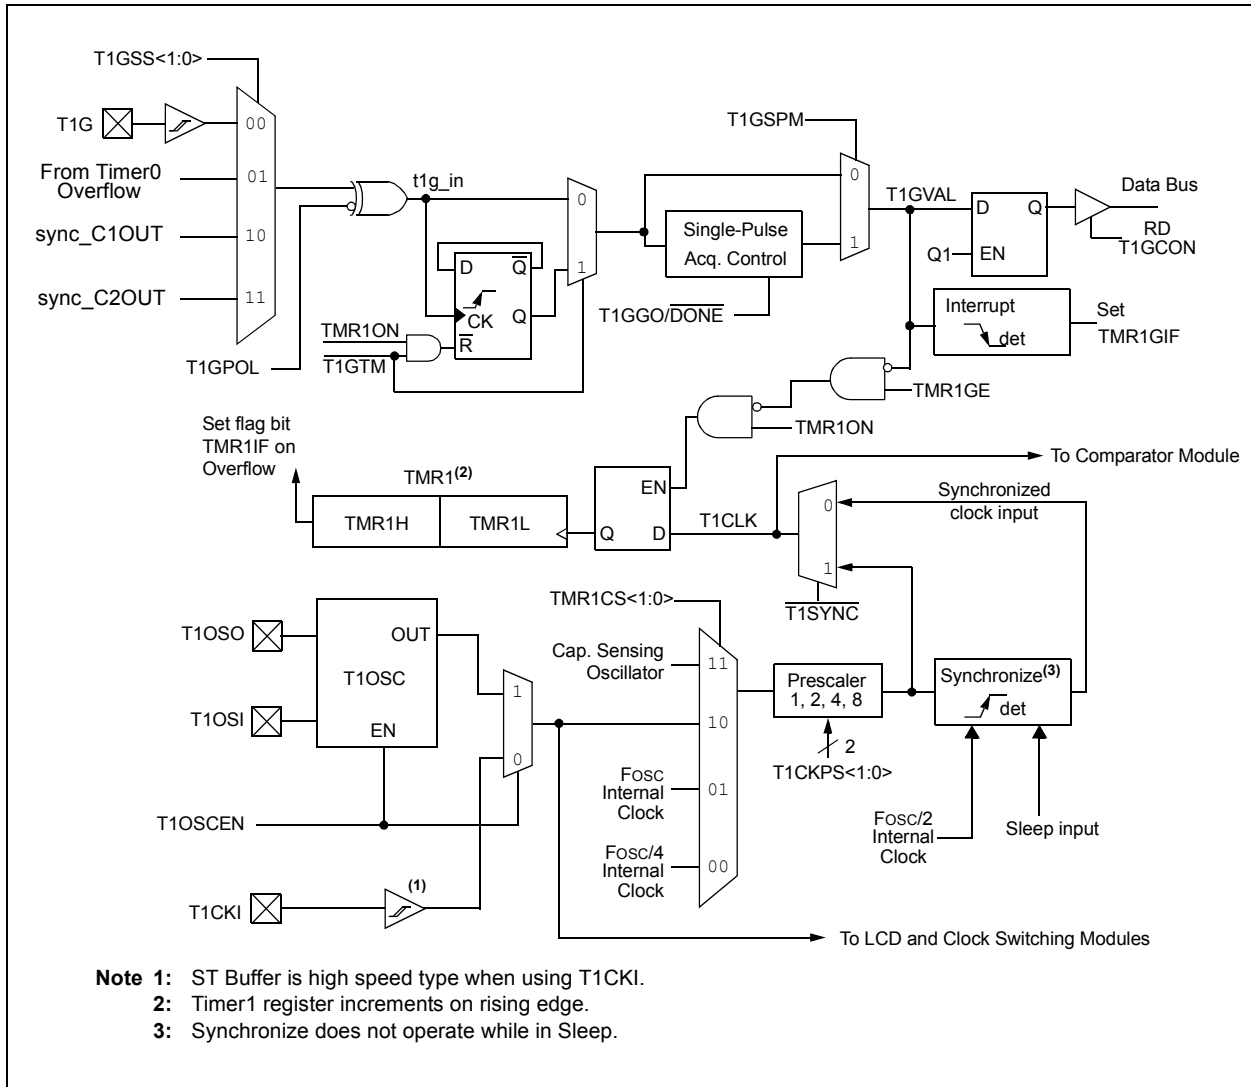 T1GSS<1:0>
T1G
00
From Timer0
Overflow
01
sync_C1OUT
10
sync_C2OUT
11
T1GPOL
t1g_in
0
1
D
Q
CK
Q
R
TMR1ON
T1GTM
T1GSPM
0
1
Single-Pulse
Acq. Control
T1GGO/DONE
T1GVAL
D
Q
Q1
EN
Data Bus
RD
T1GCON
Interrupt
det
Set
TMR1GIF
TMR1GE
TMR1ON
Set flag bit
TMR1IF on
Overflow
TMR1(2)
TMR1H
TMR1L
EN
Q
D
T1CLK
To Comparator Module
0
1
Synchronized
clock input
T1SYNC
T1OSO
T1OSI
OUT
T1OSC
EN
1
0
T1OSCEN
T1CKI
(1)
TMR1CS<1:0>
Cap. Sensing
Oscillator
11
10
FOSC
Internal
Clock
01
FOSC/4
Internal
Clock
00
Prescaler
1, 2, 4, 8
2
T1CKPS<1:0>
Synchronize(3)
det
FOSC/2
Internal
Clock
Sleep input
To LCD and Clock Switching Modules
Note 1: ST Buffer is high speed type when using T1CKI.
2: Timer1 register increments on rising edge.
3: Synchronize does not operate while in Sleep.